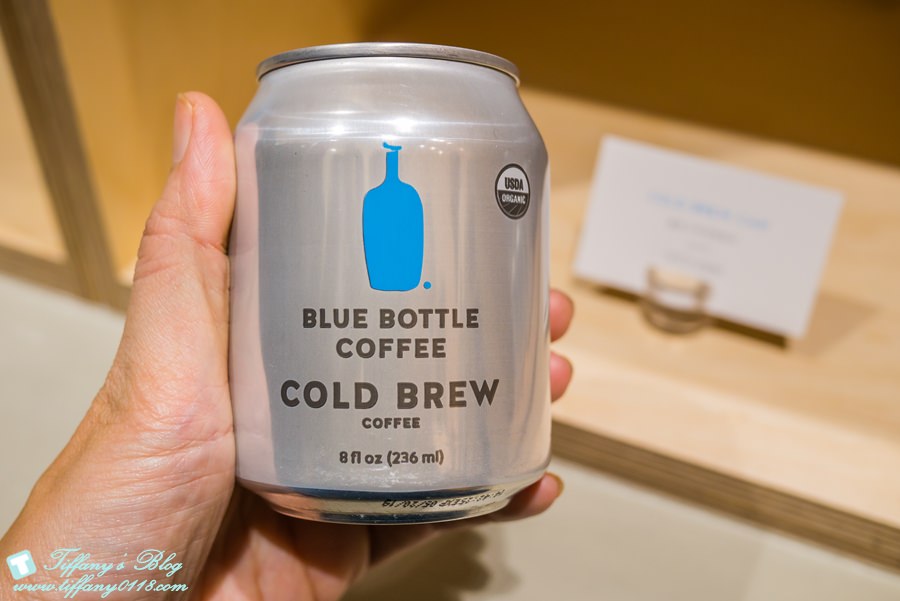 USDA
ORGANIC
BLUE BOTTLE
COFFEE
COLD BREW
COFFEE
8 fl oz (236 ml)
Tiffany's Blog
www.tiffany0118.com